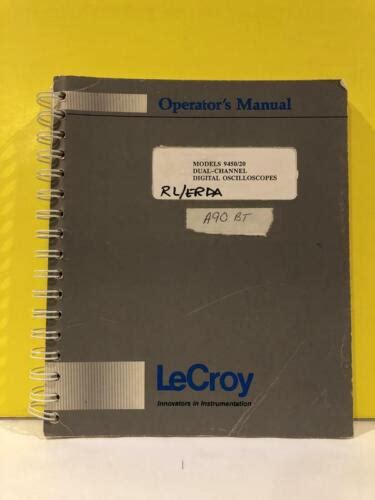 Operator's Manual
MODELS 9450/20
DUAL-CHANNEL
DIGITAL OSCILLOSCOPES
RL/ERDA
A90 BT
LeCroy
Innovators in Instrumentation